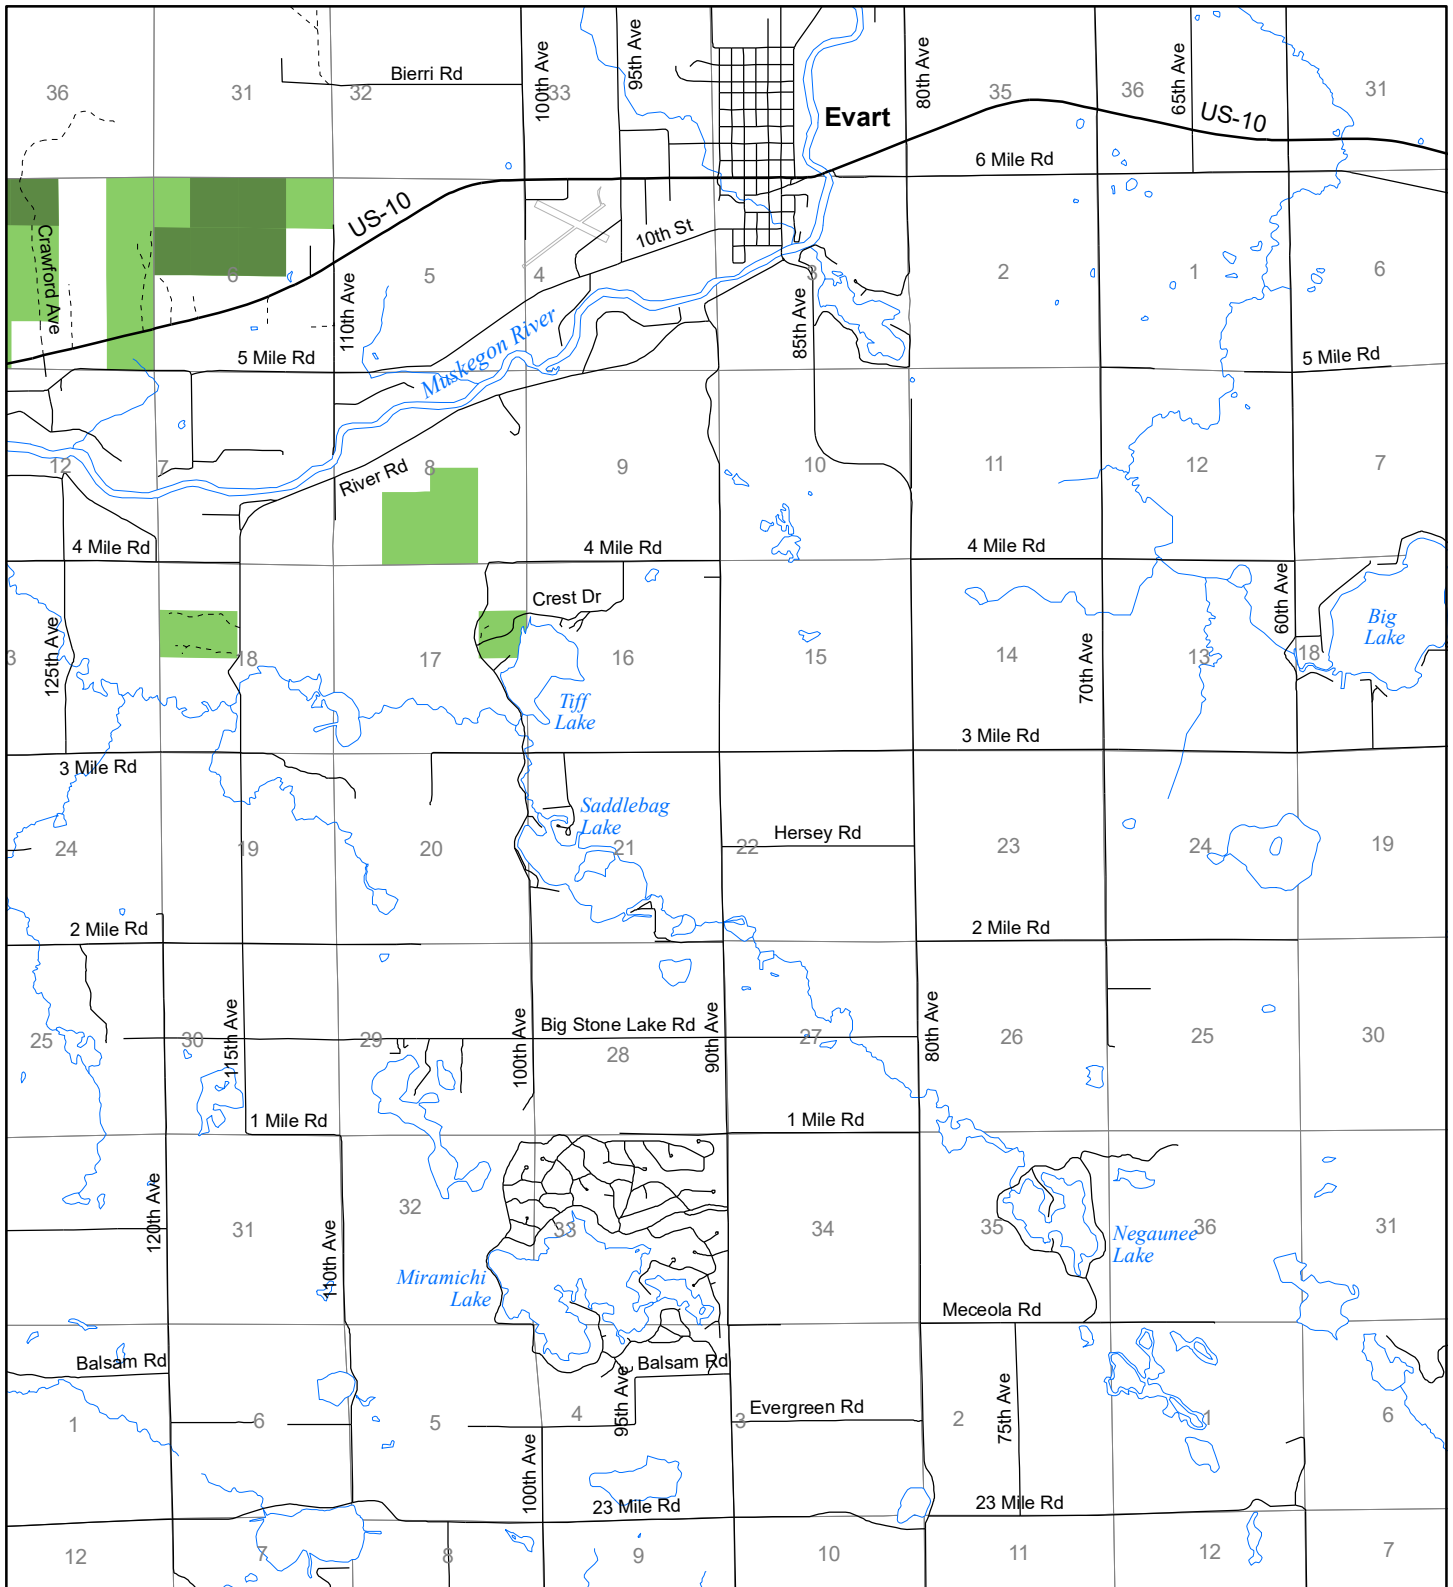 36
31
32
Bierri Rd
100th Ave
33
95th Ave
Evart
80th Ave
35
36
65th Ave
US-10
31
6 Mile Rd
Crawford Ave
6
US-10
110th Ave
5
4
10th St
3
85th Ave
2
1
6
5 Mile Rd
Muskegon River
5 Mile Rd
12
7
River Rd
8
9
10
11
12
7
4 Mile Rd
4 Mile Rd
4 Mile Rd
3
125th Ave
18
17
Crest Dr
16
15
14
70th Ave
13
60th Ave
18
Big
Lake
Tiff
Lake
3 Mile Rd
3 Mile Rd
Saddlebag
Lake
24
19
20
21
22
Hersey Rd
23
24
19
2 Mile Rd
2 Mile Rd
25
30
115th Ave
29
100th Ave
Big Stone Lake Rd
28
90th Ave
27
80th Ave
26
25
30
1 Mile Rd
1 Mile Rd
120th Ave
31
110th Ave
32
33
34
35
36
31
Negaunee
Lake
Miramichi
Lake
Meceola Rd
Balsam Rd
Balsam Rd
1
6
5
100th Ave
4
95th Ave
3
Evergreen Rd
2
75th Ave
1
6
23 Mile Rd
23 Mile Rd
12
7
8
9
10
11
12
7